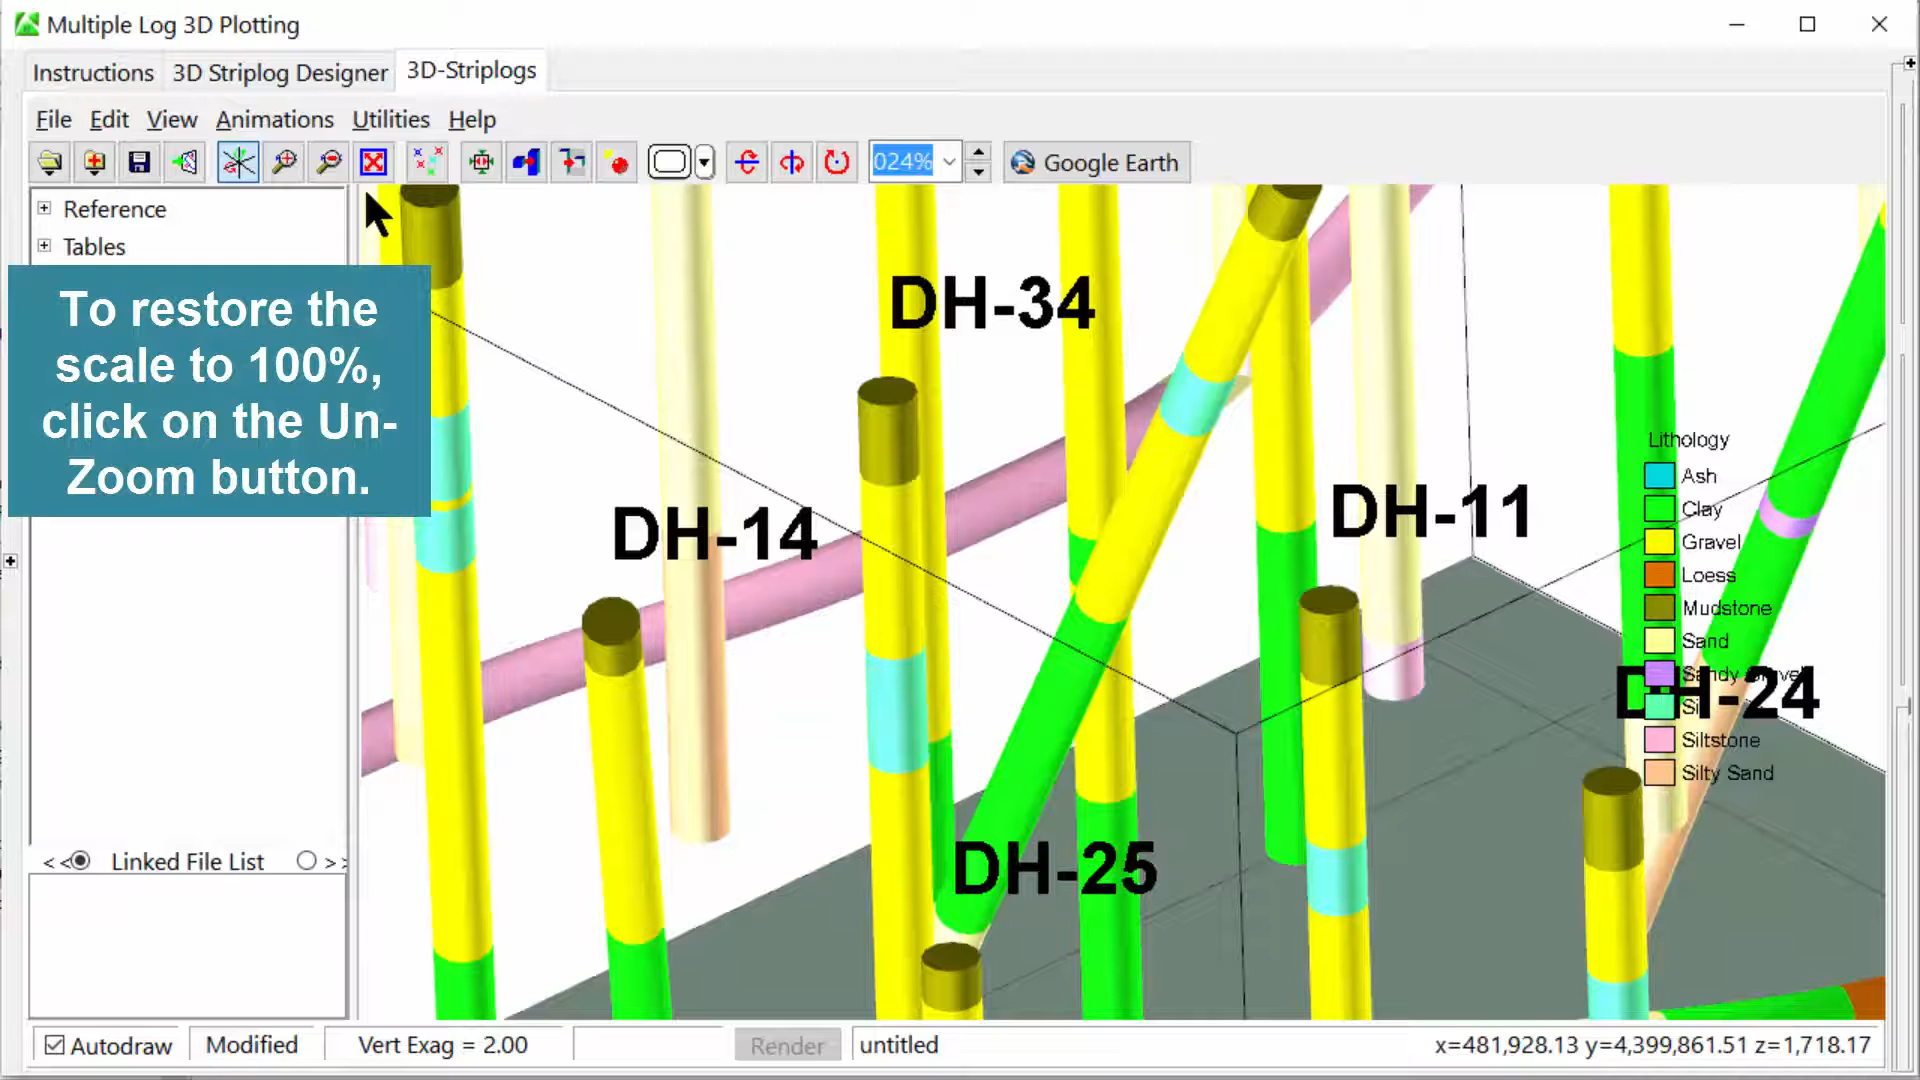 Multiple Log 3D Plotting
Instructions 3D Striplog Designer 3D-Striplogs
File Edit View Animations Utilities Help
024% Google Earth
Reference
Tables
To restore the
scale to 100%,
click on the Un-
Zoom button.
DH-34
DH-14
DH-11
DH-24
DH-25
Lithology
Ash
Clay
Gravel
Loess
Mudstone
Sand
Sandy
Siltstone
Silty Sand
<< Linked File List >>
Autodraw Modified Vert Exag = 2.00 Render untitled x=481,928.13 y=4,399,861.51 z=1,718.17